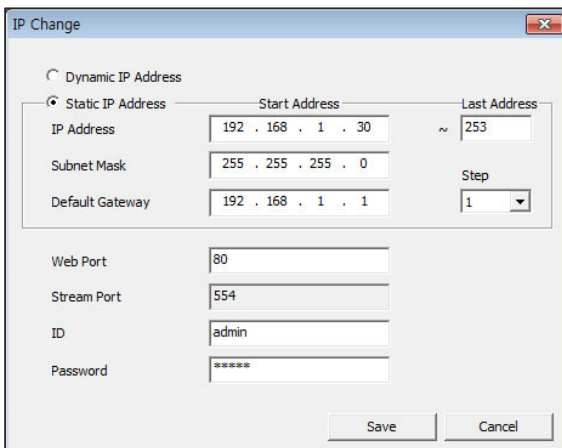 IP Change
Dynamic IP Address
Static IP Address Start Address Last Address
IP Address 192 . 168 . 1 . 30 ~ 253
Subnet Mask 255 . 255 . 255 . 0
Step
Default Gateway 192 . 168 . 1 . 1 1
Web Port 80
Stream Port 554
ID admin
Password *****
Save Cancel